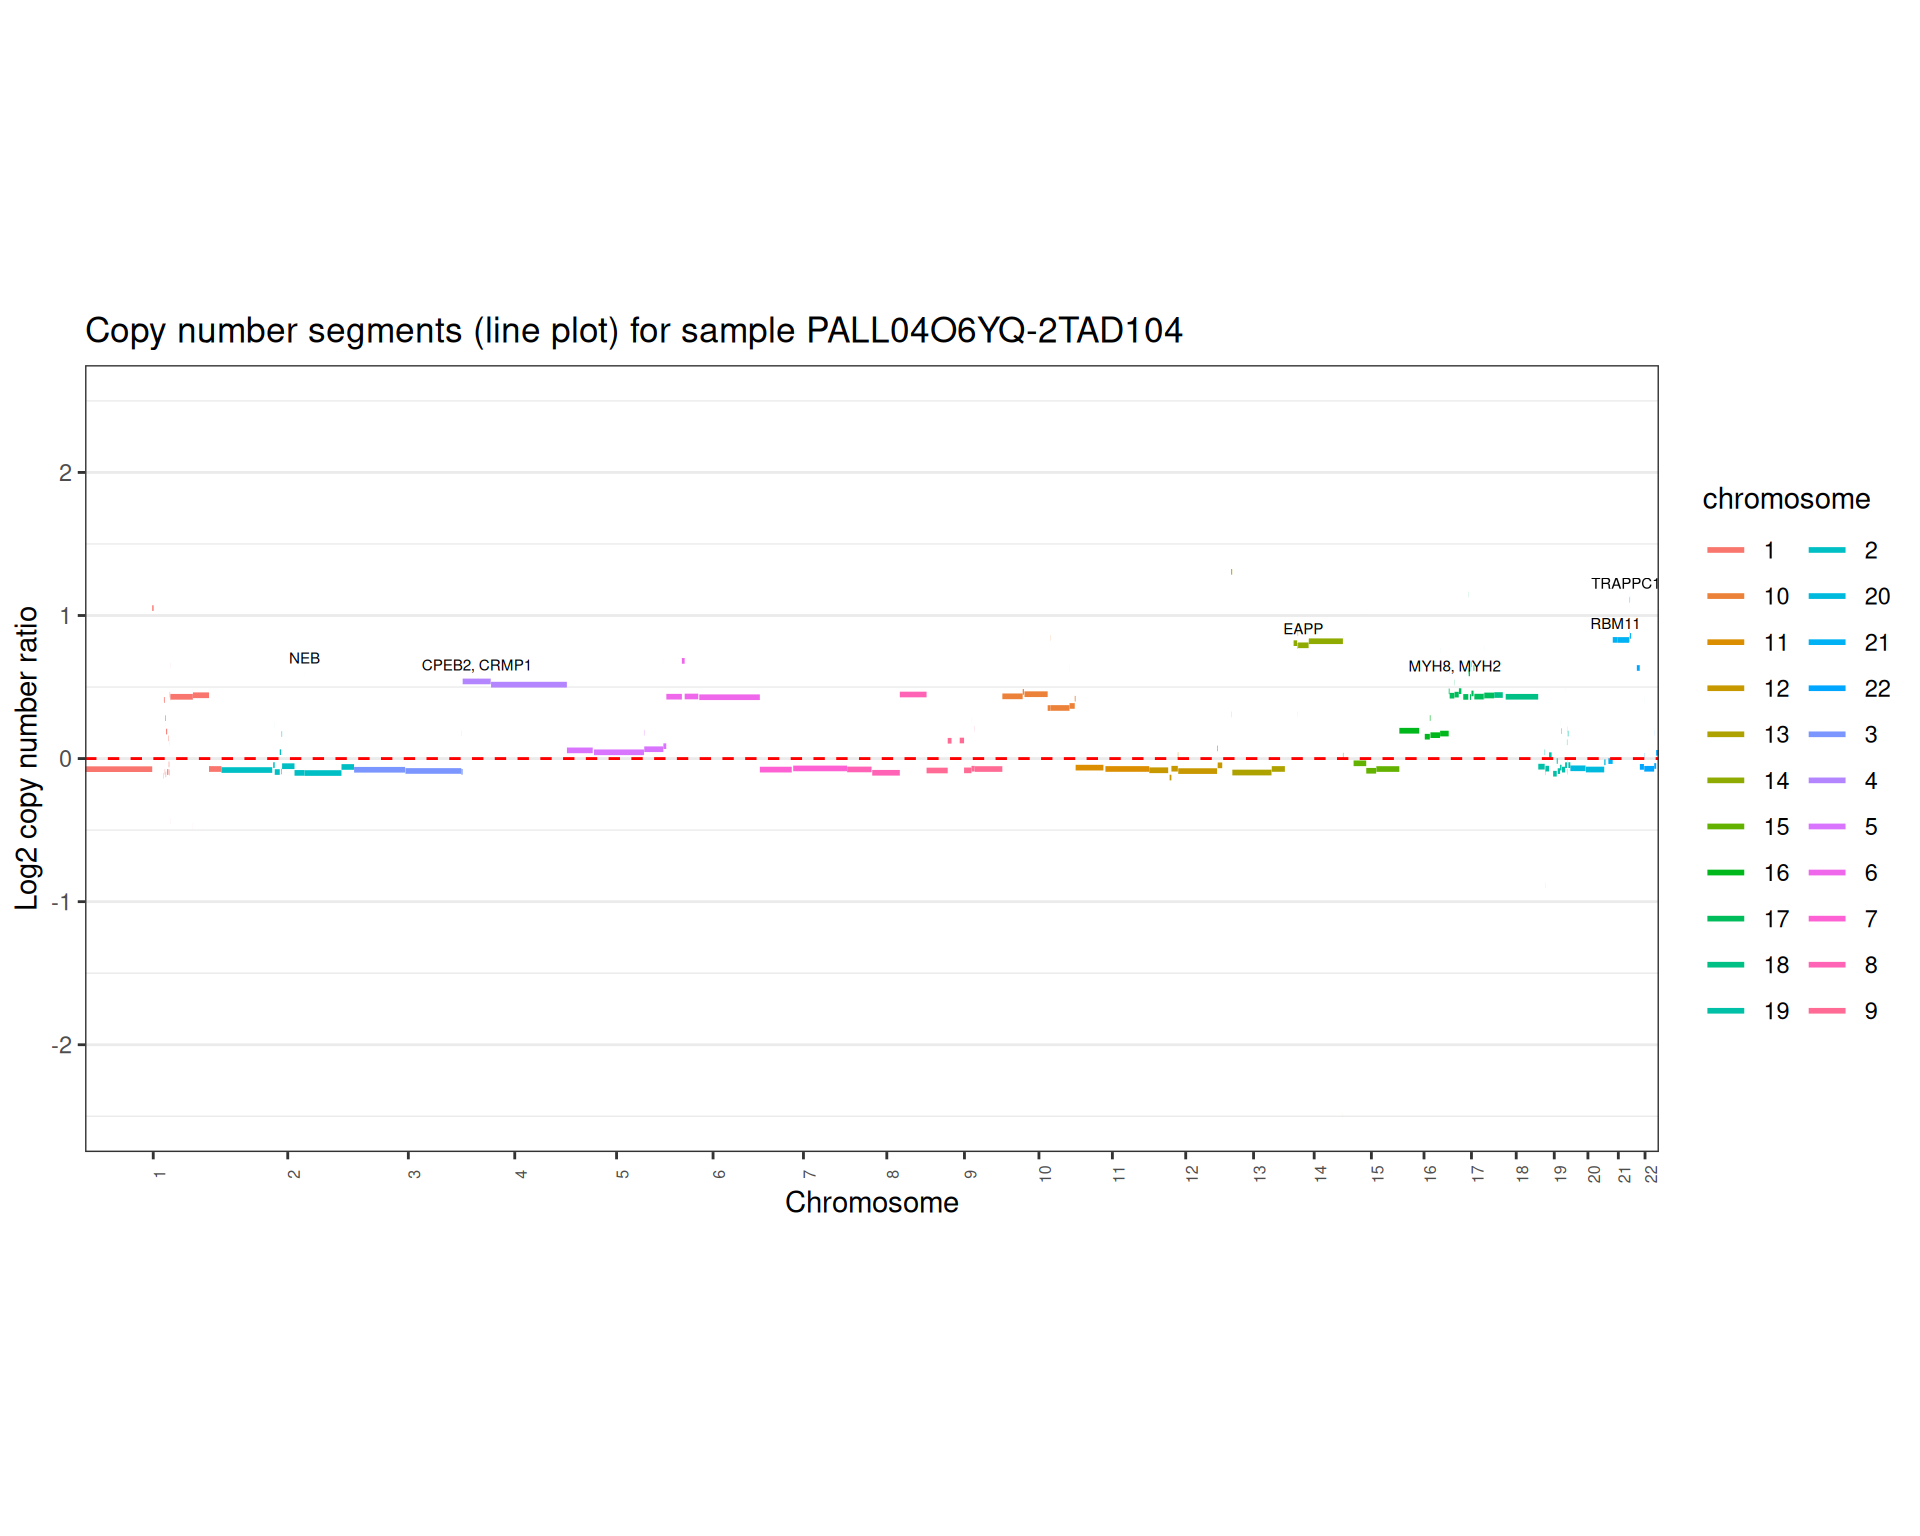 Copy number segments (line plot) for sample PALL04O6YQ-2TAD104
Log2 copy number ratio
2
1
0
-1
-2
NEB
CPEB2, CRMP1
EAPP
MYH8, MYH2
TRAPPC1
RBM11
1 2 3 4 5 6 7 8 9 10 11 12 13 14 15 16 17 18 19 20 21 22
Chromosome
chromosome
1 2
10 20
11 21
12 22
13 3
14 4
15 5
16 6
17 7
18 8
19 9